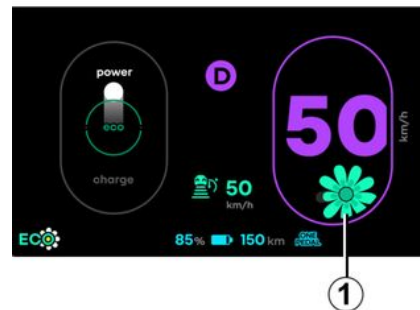 power
eco
charge
D
50
km/h
50
km/h
ECO
85% 150 km
ONE
PEDAL
1